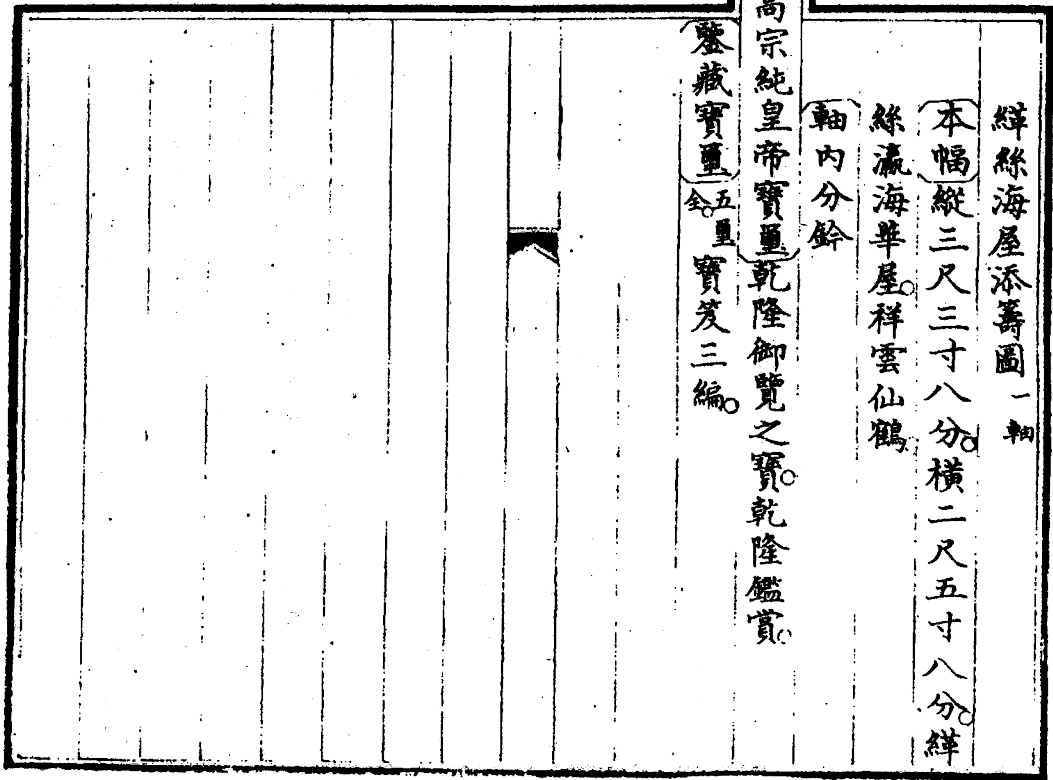 緙絲海屋添籌圖一軸
本幅縱三尺三寸八分橫二尺五寸八分緙
絲瀛海華屋祥雲仙鶴
軸內分鈐
高宗純皇帝寶璽乾隆御覽之寶乾隆鑑賞
鑒藏寶璽五璽全寶笈三編